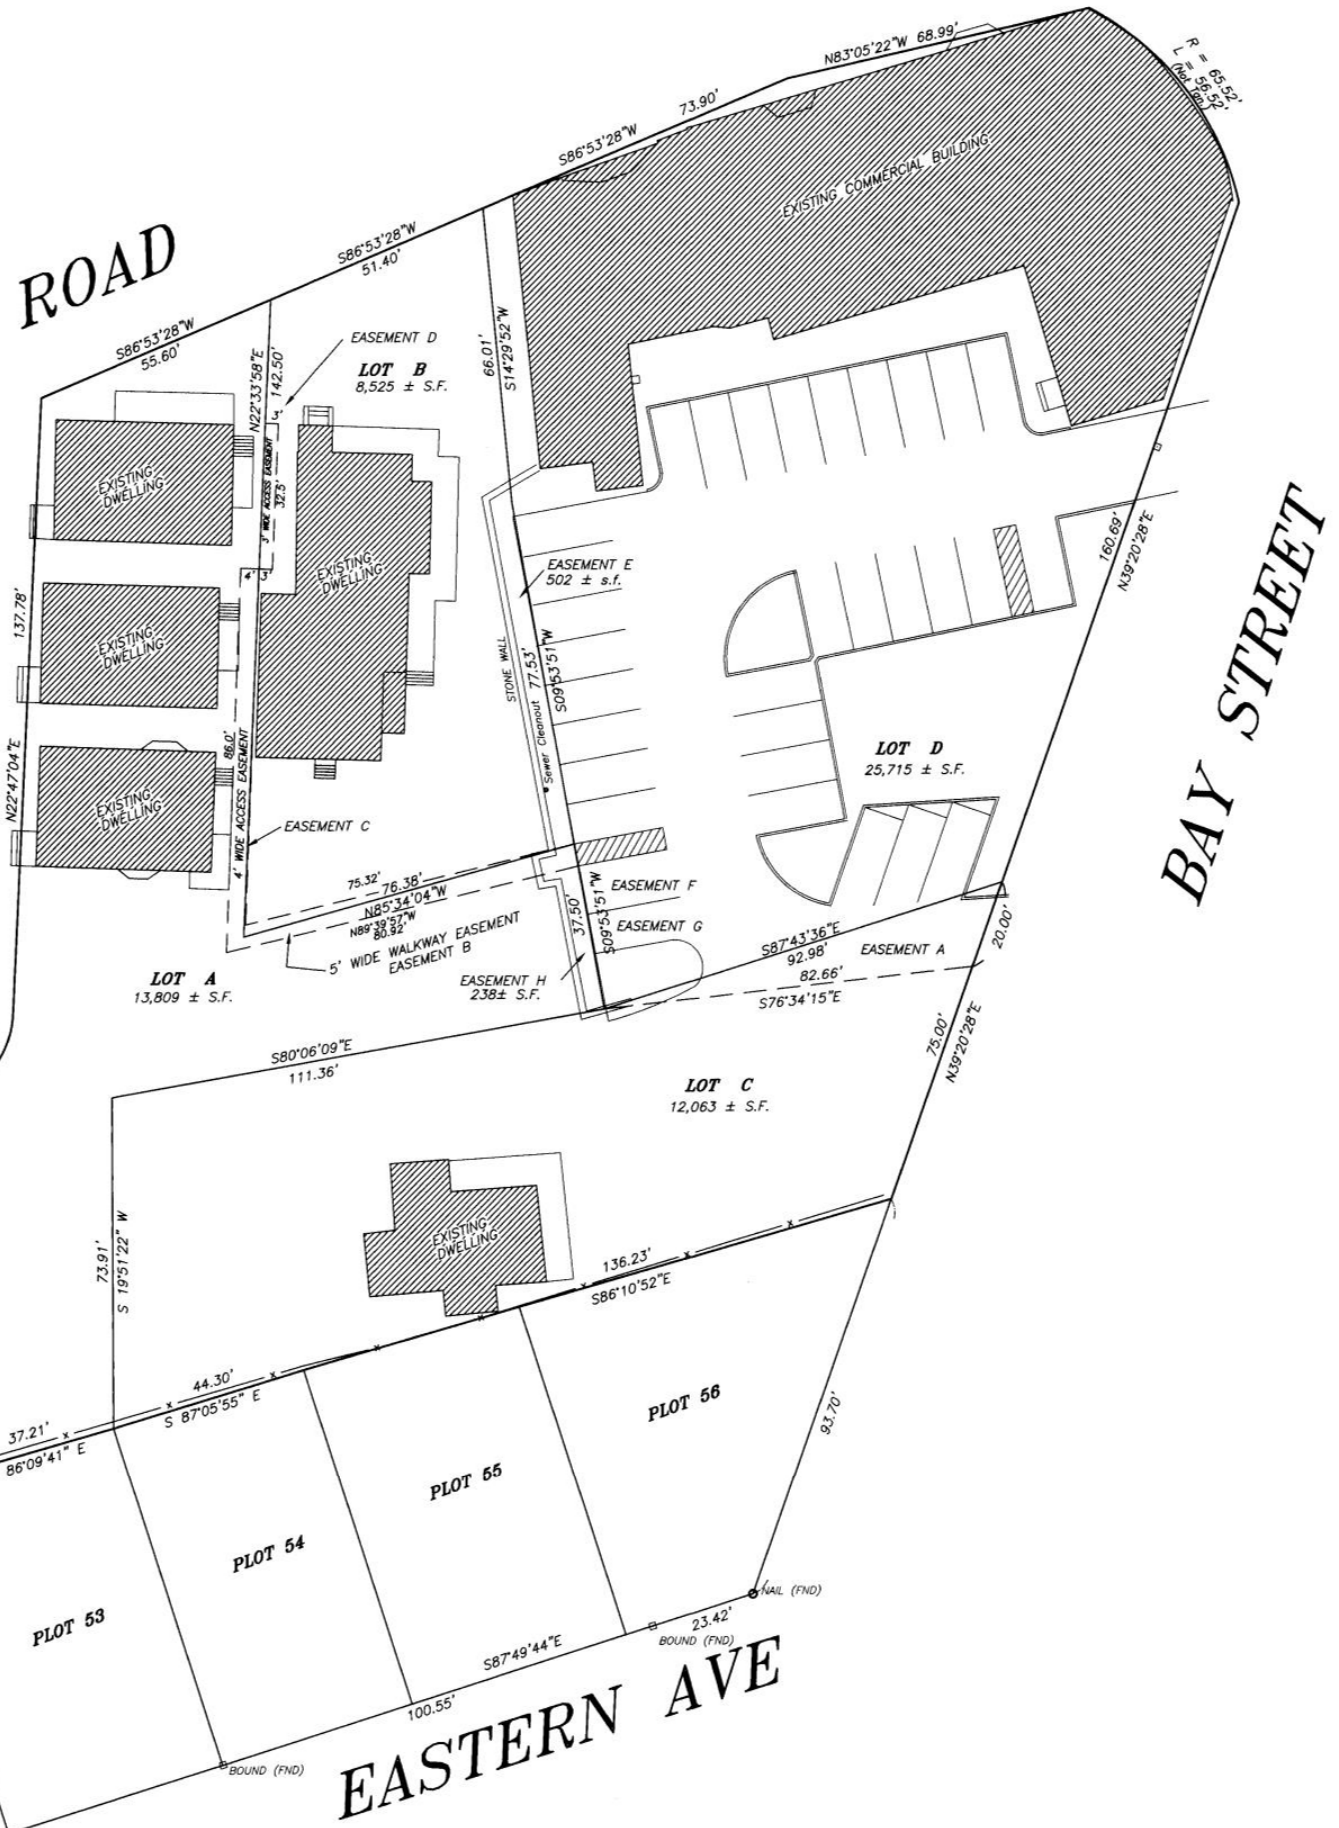 N83°05'22"W 68.99'
R = 65.52'
L = 56.52'
(Not Tan)
73.90'
S86°53'28"W
EXISTING COMMERCIAL BUILDING
ROAD
S86°53'28"W
51.40'
S86°53'28"W
55.60'
N22°33'58"E
142.50'
EASEMENT D
LOT B
8,525 ± S.F.
66.01'
S14°29'52"W
3'
3' WIDE ACCESS EASEMENT
32.5'
EXISTING
DWELLING
EXISTING
DWELLING
4'
3'
EASEMENT E
502 ± s.f.
160.69'
N39°20'28"E
BAY STREET
137.78'
N22°47'04"E
EXISTING
DWELLING
STONE WALL
77.53'
S09°53'51"W
Sewer Cleanout
86.0'
4' WIDE ACCESS EASEMENT
EXISTING
DWELLING
EASEMENT C
LOT D
25,715 ± S.F.
75.32'
76.38'
N85°34'04"W
N89°39'57"W
80.92'
5' WIDE WALKWAY EASEMENT
EASEMENT B
37.50'
S09°53'51"W
EASEMENT F
EASEMENT G
EASEMENT H
238± S.F.
S87°43'36"E
92.98'
EASEMENT A
20.00'
82.66'
S76°34'15"E
LOT A
13,809 ± S.F.
S80°06'09"E
111.36'
75.00'
N39°20'28"E
LOT C
12,063 ± S.F.
73.91'
S 19°51'22" W
EXISTING
DWELLING
136.23'
S86°10'52"E
44.30'
S 87°05'55" E
37.21'
86°09'41" E
93.70'
PLOT 56
PLOT 55
PLOT 54
PLOT 53
NAIL (FND)
23.42'
BOUND (FND)
S87°49'44"E
100.55'
BOUND (FND)
EASTERN AVE